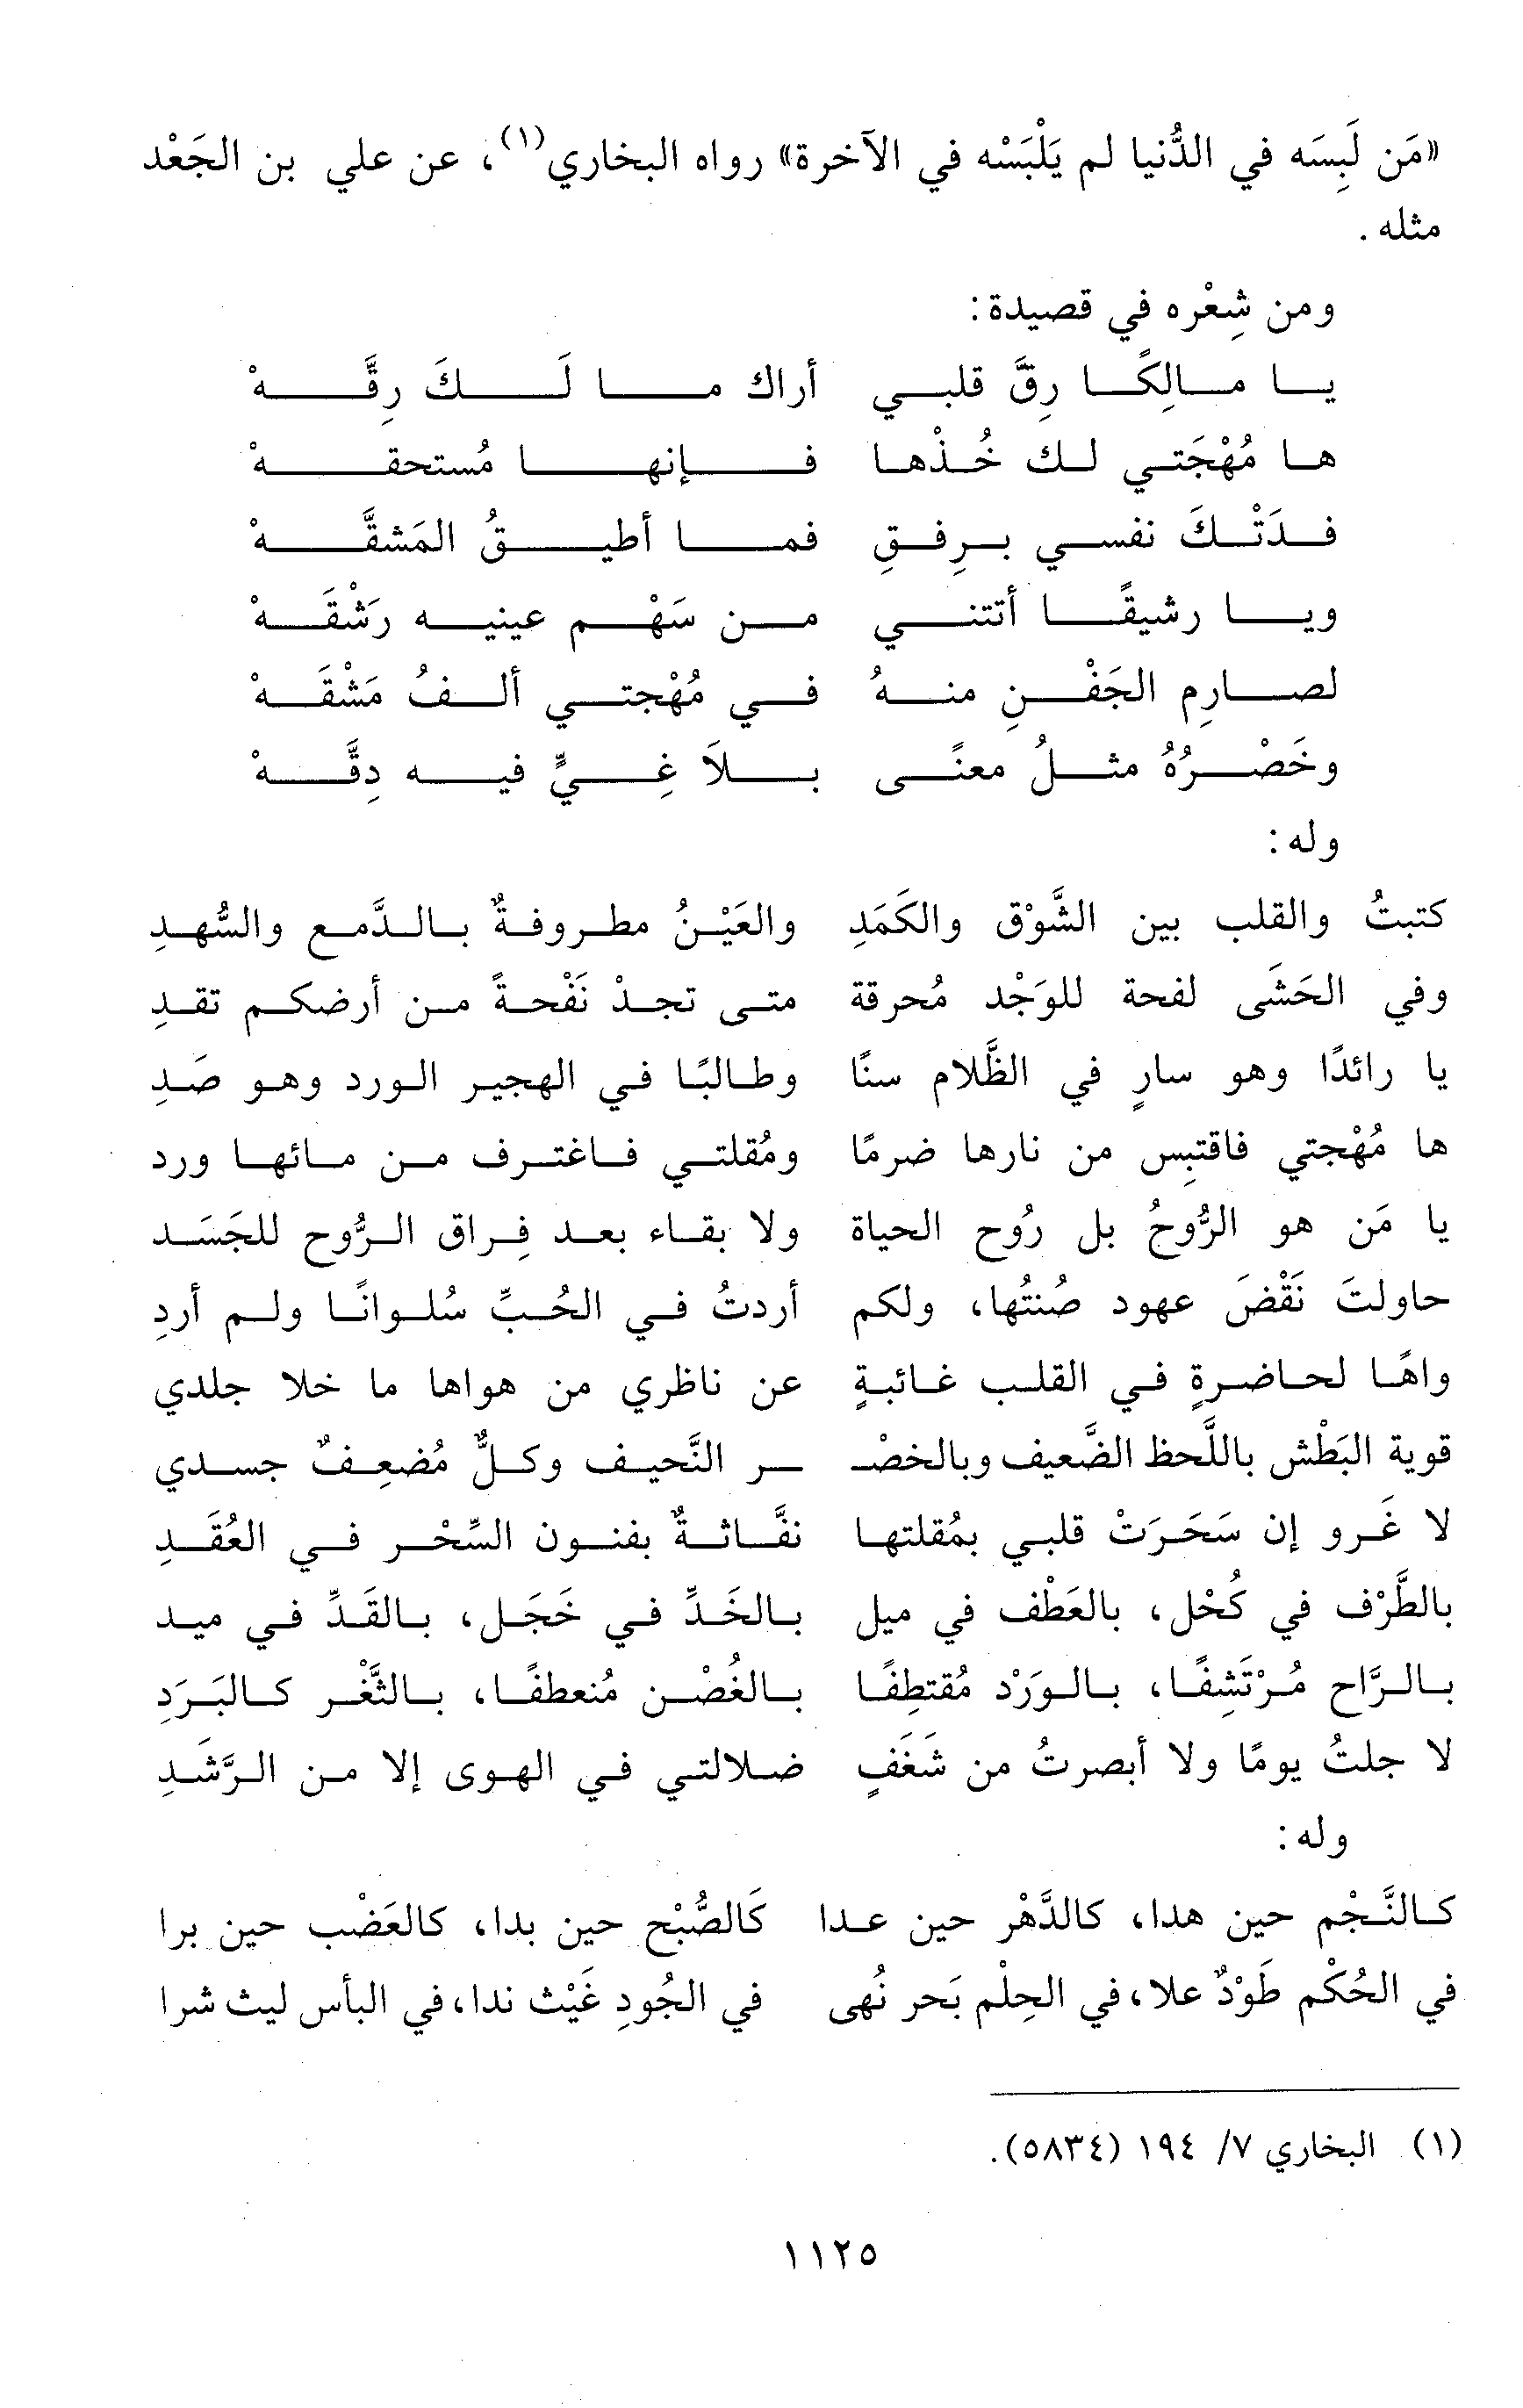 «مَن لَبِسَه في الدُّنيا لم يَلْبَسْه في الآخرة» رواه البخاري(١)، عن علي بن الجَعْد
مثله .
ومن شِعْره في قصيدة:
يا مالِكًا رِقَّ قلبي أراك ما لَكَ رِقَّهْ
ها مُهْجَتي لك خُذْها فإنها مُستحقهْ
فدَتْكَ نفسي برِفقِ فما أطيقُ المَشقَّهْ
ويا رشيقًا أتتني من سَهْم عينيه رَشْقَهْ
لصارِم الجَفْنِ منهُ في مُهْجتي ألفُ مَشْقَهْ
وخَصْرُهُ مثلُ معنًى بلاَ غِيٍّ فيه دِقَّهْ
وله:
كتبتُ والقلب بين الشَّوْق والكَمَدِ والعَيْنُ مطروفةٌ بالدَّمع والسُّهدِ
وفي الحَشَى لفحة للوَجْد مُحرقة متى تجدْ نَفْحةً من أرضكم تقدِ
يا رائدًا وهو سارٍ في الظَّلام سنًا وطالبًا في الهجير الورد وهو صَدِ
ها مُهْجتي فاقتبِس من نارها ضرمًا ومُقلتي فاغترف من مائها ورد
يا مَن هو الرُّوحُ بل رُوح الحياة ولا بقاء بعد فِراق الرُّوح للجَسَد
حاولتَ نَقْضَ عهود صُنتُها، ولكم أردتُ في الحُبِّ سُلوانًا ولم أردِ
واهًا لحاضرةٍ في القلب غائبةٍ عن ناظري من هواها ما خلا جلدي
قوية البَطْش باللَّحظ الضَّعيف وبالخصْـ ـر النَّحيف وكلٌّ مُضعِفٌ جسدي
لا غَرو إن سَحَرَتْ قلبي بمُقلتها نفَّاثةٌ بفنون السِّحْر في العُقَدِ
بالطَّرْف في كُحْل، بالعَطْف في ميل بالخَدِّ في خَجَل، بالقَدِّ في ميد
بالرَّاح مُرْتَشِفًا، بالوَرْد مُقتطِفًا بالغُصْن مُنعطفًا، بالثَّغْر كالبَرَدِ
لا جلتُ يومًا ولا أبصرتُ من شَغَفٍ ضلالتي في الهوى إلا من الرَّشَدِ
وله:
كالنَّجْم حين هدا، كالدَّهْر حين عدا كَالصُّبْح حين بدا، كالعَضْب حين برا
في الحُكْم طَوْدٌ علا، في الحِلْم بَحر نُهى في الجُودِ غَيْث ندا، في البأس ليث شرا
(١) البخاري ٧/ ١٩٤ (٥٨٣٤).
١١٢٥